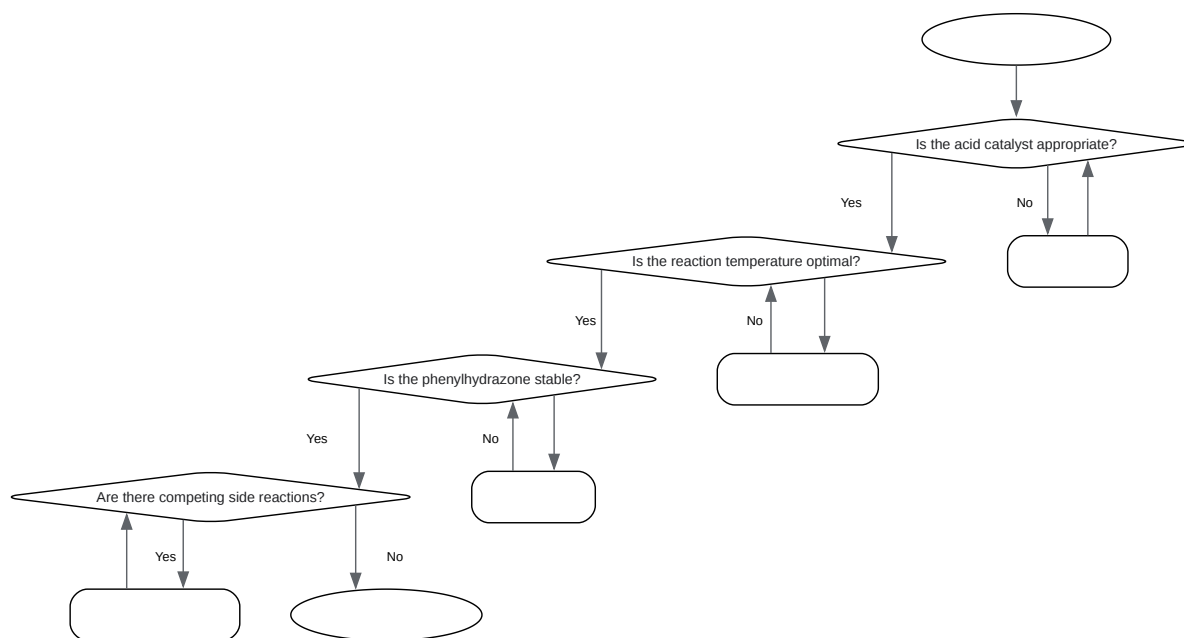 Is the acid catalyst appropriate?
Yes
No
Is the reaction temperature optimal?
Yes
No
Is the phenylhydrazone stable?
Yes
No
Are there competing side reactions?
Yes
No